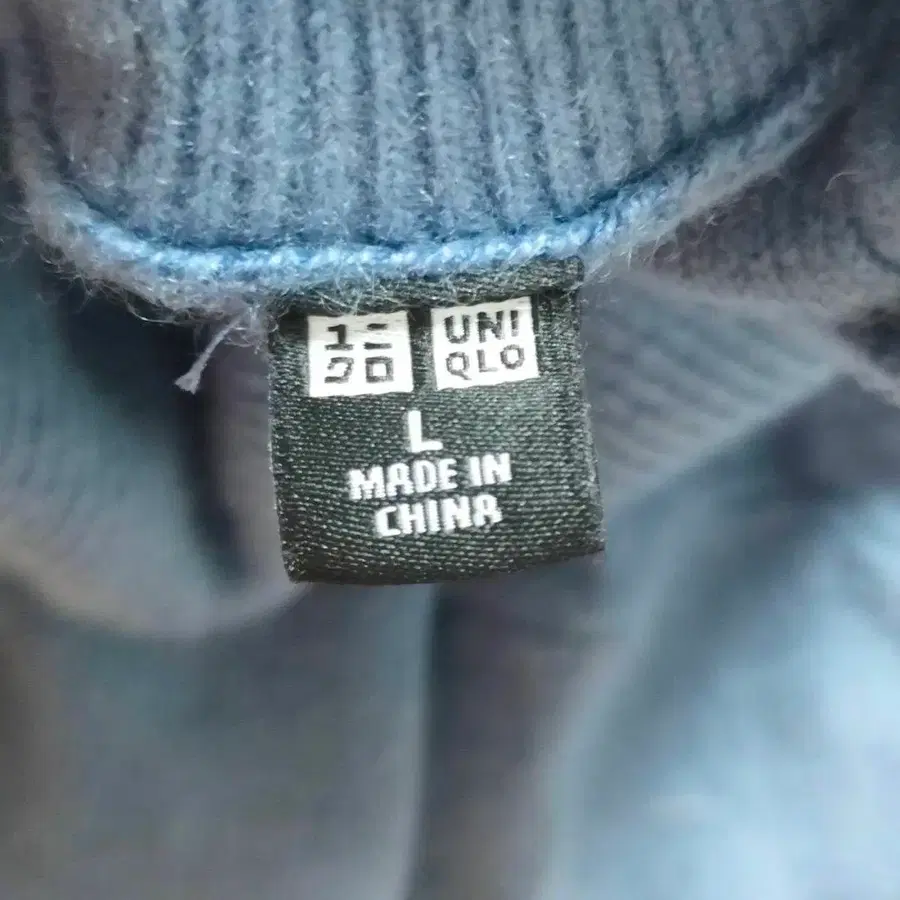 ユニ UNI
クロ QLO
L
MADE IN
CHINA